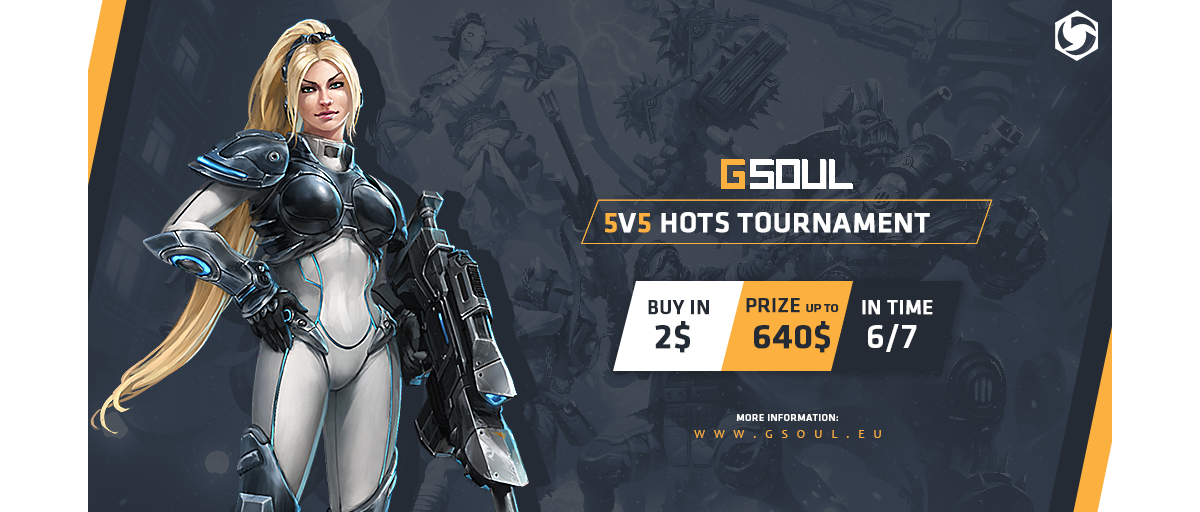 GSOUL
5V5 HOTS TOURNAMENT
BUY IN
2$
PRIZE UP TO
640$
IN TIME
6/7
MORE INFORMATION:
WWW.GSOUL.EU